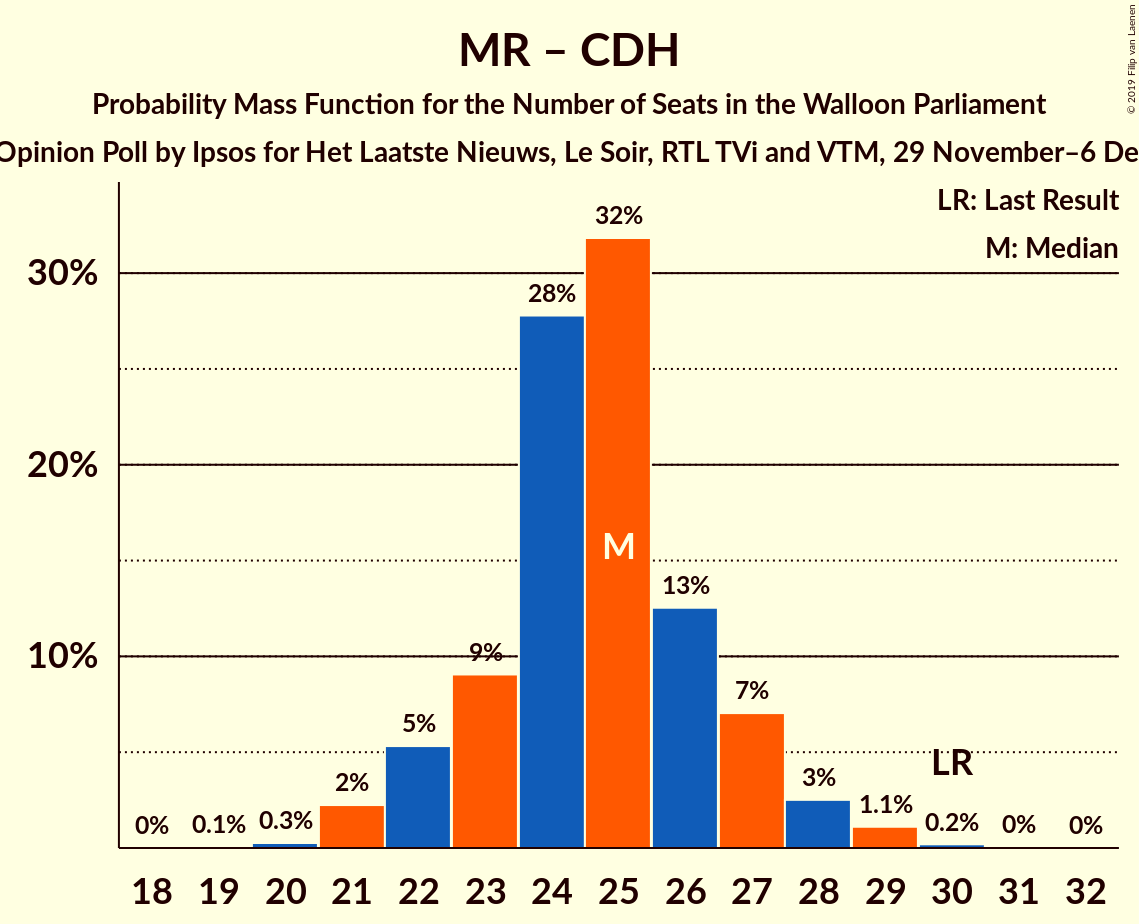 MR – CDH
Probability Mass Function for the Number of Seats in the Walloon Parliament
Opinion Poll by Ipsos for Het Laatste Nieuws, Le Soir, RTL TVi and VTM, 29 November–6 De
© 2019 Filip van Laenen
LR: Last Result
M: Median
30%
20%
10%
0%
0.1%
0.3%
2%
5%
9%
28%
32%
13%
7%
3%
1.1%
0.2%
0%
0%
M
LR
18 19 20 21 22 23 24 25 26 27 28 29 30 31 32